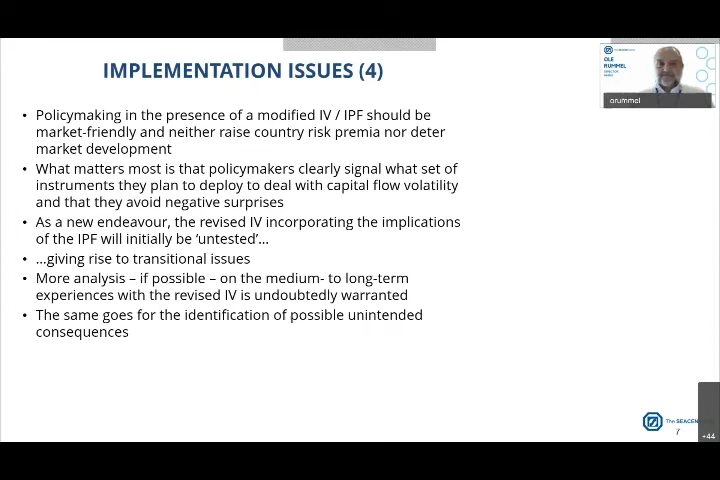 IMPLEMENTATION ISSUES (4)
• Policymaking in the presence of a modified IV / IPF should be
market-friendly and neither raise country risk premia nor deter
market development
• What matters most is that policymakers clearly signal what set of
instruments they plan to deploy to deal with capital flow volatility
and that they avoid negative surprises
• As a new endeavour, the revised IV incorporating the implications
of the IPF will initially be ‘untested’...
• ...giving rise to transitional issues
• More analysis – if possible – on the medium- to long-term
experiences with the revised IV is undoubtedly warranted
• The same goes for the identification of possible unintended
consequences
OLE
RUMMEL
DIRECTOR
orummel
The SEACEN
7
+44